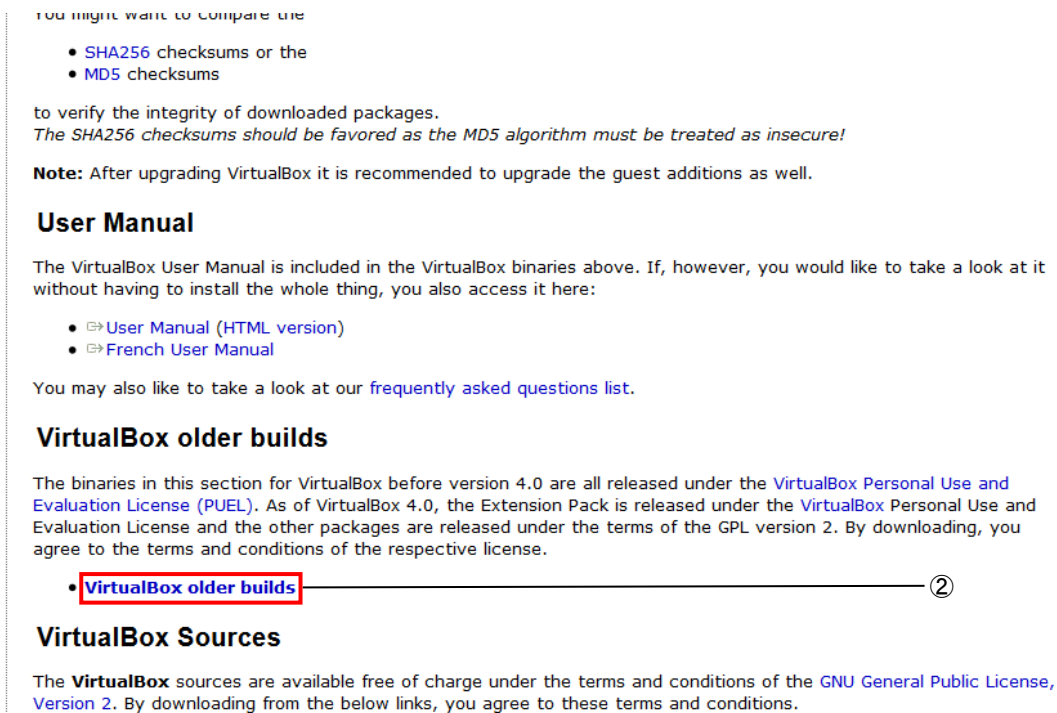 You might want to compare the
• SHA256 checksums or the
• MD5 checksums
to verify the integrity of downloaded packages.
The SHA256 checksums should be favored as the MD5 algorithm must be treated as insecure!
Note: After upgrading VirtualBox it is recommended to upgrade the guest additions as well.
User Manual
The VirtualBox User Manual is included in the VirtualBox binaries above. If, however, you would like to take a look at it
without having to install the whole thing, you also access it here:
• User Manual (HTML version)
• French User Manual
You may also like to take a look at our frequently asked questions list.
VirtualBox older builds
The binaries in this section for VirtualBox before version 4.0 are all released under the VirtualBox Personal Use and
Evaluation License (PUEL). As of VirtualBox 4.0, the Extension Pack is released under the VirtualBox Personal Use and
Evaluation License and the other packages are released under the terms of the GPL version 2. By downloading, you
agree to the terms and conditions of the respective license.
• VirtualBox older builds ②
VirtualBox Sources
The VirtualBox sources are available free of charge under the terms and conditions of the GNU General Public License,
Version 2. By downloading from the below links, you agree to these terms and conditions.